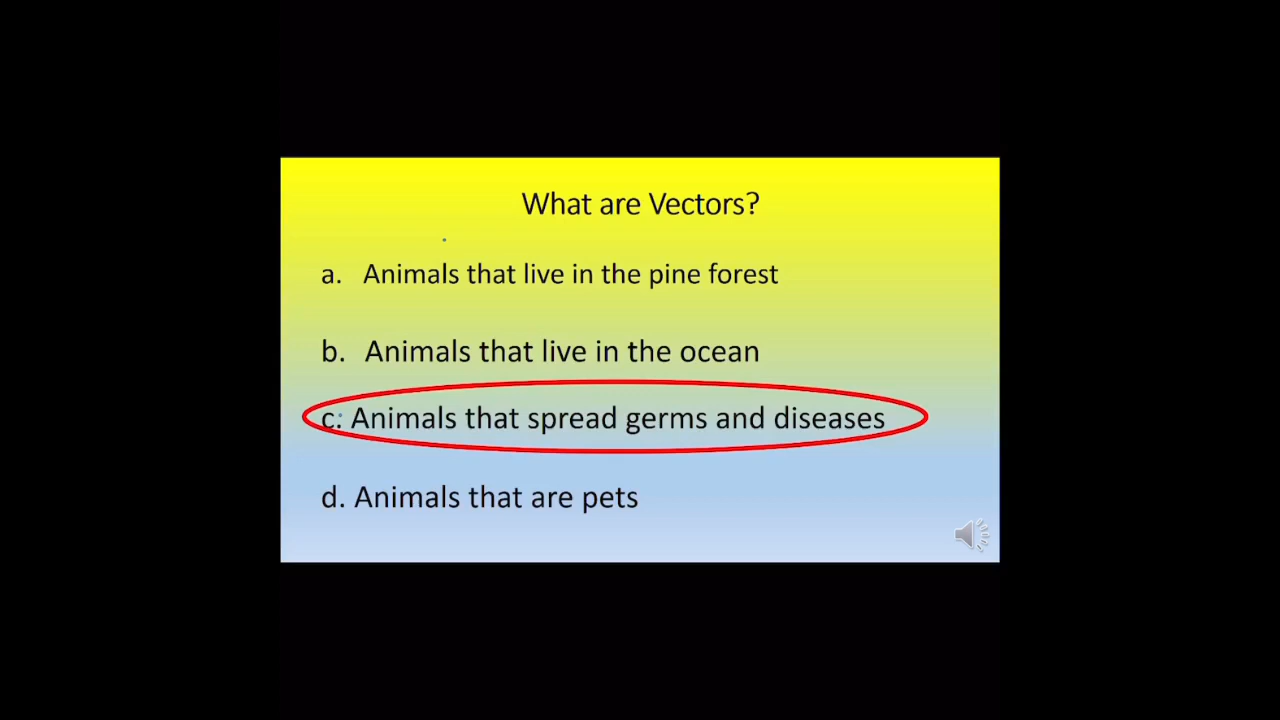 What are Vectors?
a. Animals that live in the pine forest
b. Animals that live in the ocean
c. Animals that spread germs and diseases
d. Animals that are pets